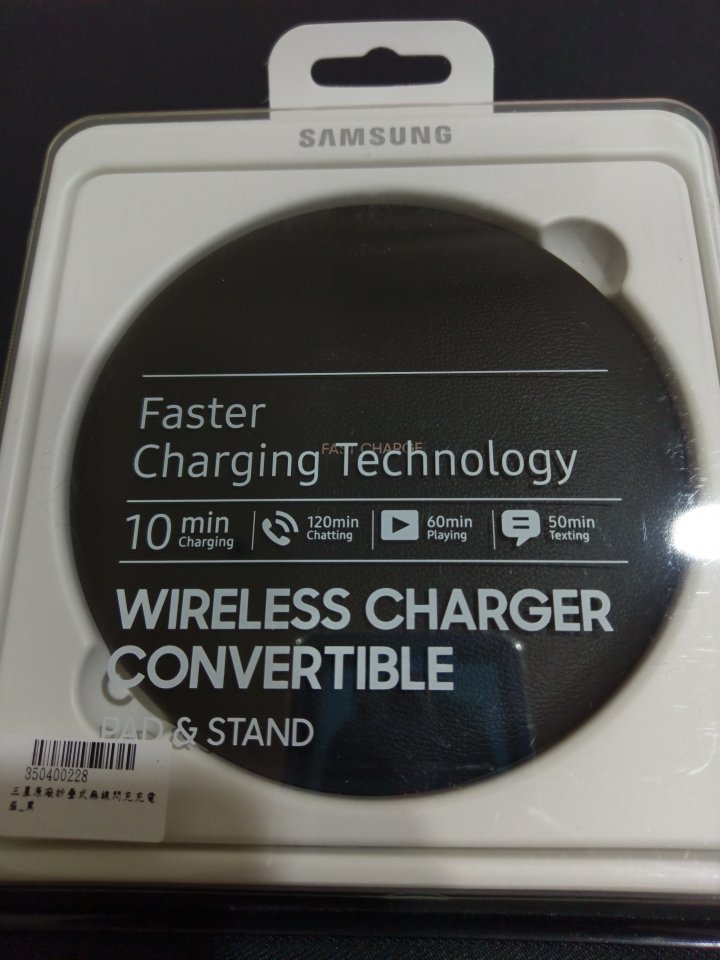 SAMSUNG
Faster
FAST CHARGE
Charging Technology
10 min Charging
120min Chatting
60min Playing
50min Texting
WIRELESS CHARGER
CONVERTIBLE
PAD & STAND
350400228
三星原廠折疊式無線閃充充電
座_黑